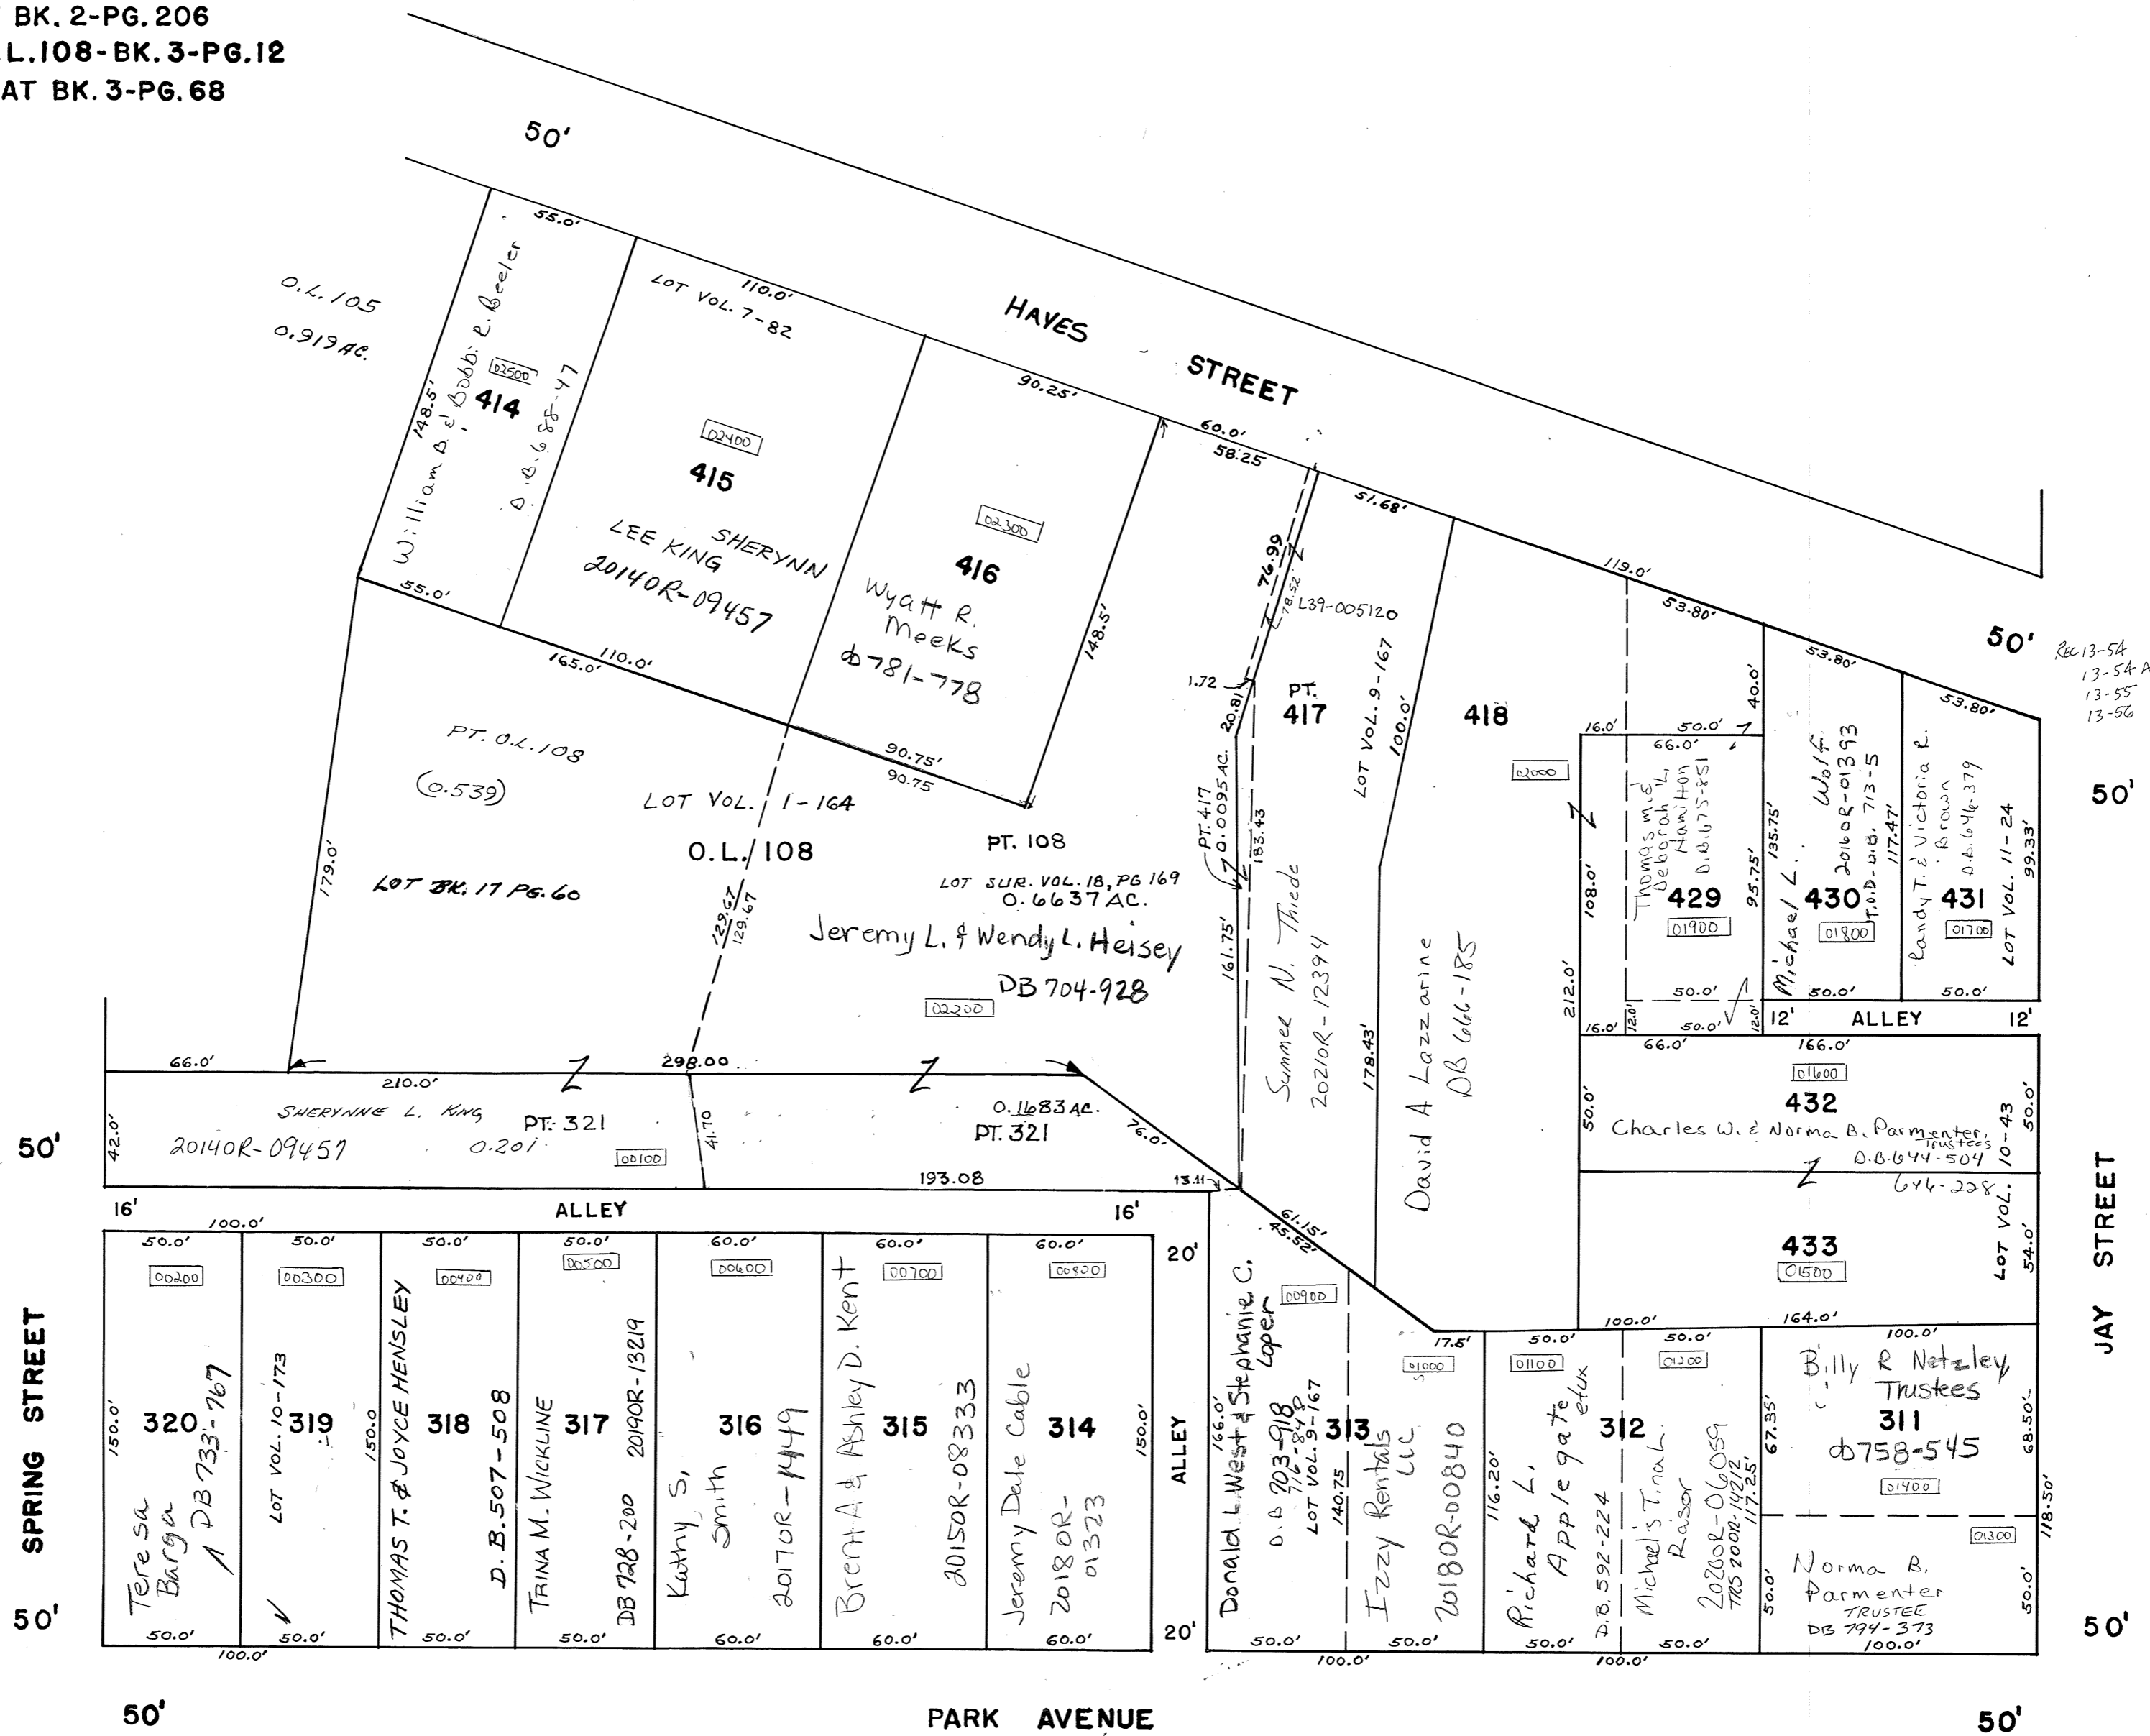 BK. 2-PG. 206
L.108-BK. 3-PG.12
AT BK. 3-PG. 68
50'
HAYES STREET
O.L. 105
0.919 AC.
55.0'
148.5'
William B. & Bobbi R. Beeler
D.B. 688-47
02500
414
55.0'
110.0'
LOT VOL. 7-82
02400
415
LEE KING SHERYNN
20140R-09457
110.0'
165.0'
90.25'
02300
416
Wyatt R.
Meeks
db781-778
148.5'
90.75'
90.75
60.0'
58.25
76.99
78.52
L39-005120
1.72
20.81
PT. 417
0.0095 AC.
183.43
161.75'
51.68'
PT.
417
LOT VOL. 9-167
100.0'
Summer N. Thiede
20210R-12394
178.43'
418
02000
David A Lazzarine
DB 666-185
119.0'
53.80'
53.80'
53.80'
50'
REC 13-54
13-54 A
13-55
13-56
50'
16.0'
50.0'
40.0'
66.0'
Thomas M. &
Deborah L.
Hamilton
D.B. 675-851
429
01900
95.75'
108.0'
212.0'
50.0'
16.0'
12.0'
50.0'
12.0'
135.75'
Michael L. Wolf
20160R-01393
T.O.D-D.B. 713-5
430
01800
117.47'
50.0'
Randy T. & Victoria R.
Brown
D.B. 646-379
431
01700
LOT VOL. 11-24
99.33'
50.0'
12'
ALLEY
12'
PT. O.L. 108
(0.539)
LOT VOL. 1-164
O.L. 108
179.0'
LOT BK. 17 PG. 60
129.67
129.67
PT. 108
LOT SUR. VOL. 18, PG 169
0.6637 AC.
Jeremy L. & Wendy L. Heisey
DB 704-928
02200
66.0'
298.00
210.0'
SHERYNNE L. KING
20140R-09457
PT. 321
0.201
00100
42.0'
41.70
0.1683 AC.
PT. 321
76.0'
193.08
13.11
50'
66.0'
166.0'
01600
432
Charles W. & Norma B. Parmenter,
Trustees
D.B. 644-504
50.0'
50.0'
LOT VOL. 10-43
646-228
433
01500
54.0'
164.0'
16'
ALLEY
16'
100.0'
50.0'
00200
150.0'
320
Teresa
Barga
DB 733-767
50.0'
50.0'
00300
LOT VOL. 10-173
319
150.0
50.0'
100.0'
50.0'
00400
THOMAS T. & JOYCE HENSLEY
318
D.B. 507-508
50.0'
50.0'
00500
TRINA M. WICKLINE
317
DB 728-200 20190R-13219
50.0'
60.0'
00600
316
Kathy S.
Smith
20170R-1449
60.0'
60.0'
00700
Brent A & Ashley D. Kent
315
20150R-08333
60.0'
60.0'
00800
314
Jeremy Dale Cable
20180R-
01323
150.0'
60.0'
20'
ALLEY
20'
61.15'
45.52'
00900
Donald L West & Stephanie C.
Loper
D.B 703-918
716-848
LOT VOL. 9-167
166.0'
140.75
50.0'
313
17.5'
01000
Izzy Rentals
LLC
20180R-00840
50.0'
100.0'
116.20'
50.0'
01100
Richard L.
Applegate
etux
D.B. 592-224
50.0'
100.0'
312
50.0'
01200
Michael S Tina L.
Rasor
20200R-06059
TRS 2000R-14212
117.25'
50.0'
100.0'
100.0'
Billy R Netzley
Trustees
311
db758-545
01400
67.35'
68.50'
01300
118.50'
Norma B.
Parmenter
TRUSTEE
DB 794-373
50.0'
50.0'
100.0'
SPRING STREET
50'
JAY STREET
50'
50'
PARK AVENUE
50'